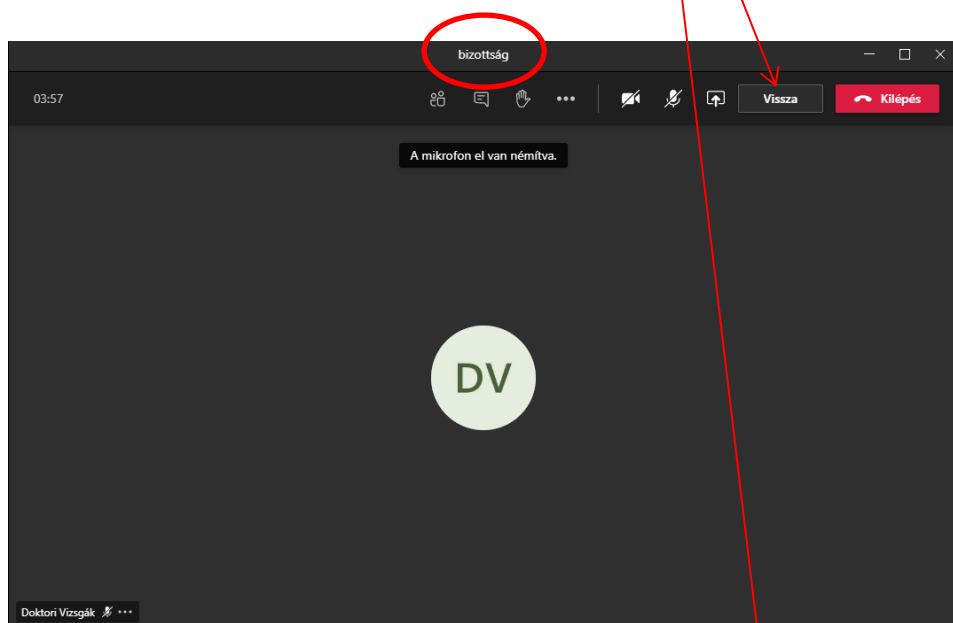 bizottság
03:57 Vissza Kilépés
A mikrofon el van némítva.
DV
Doktori Vizsgák